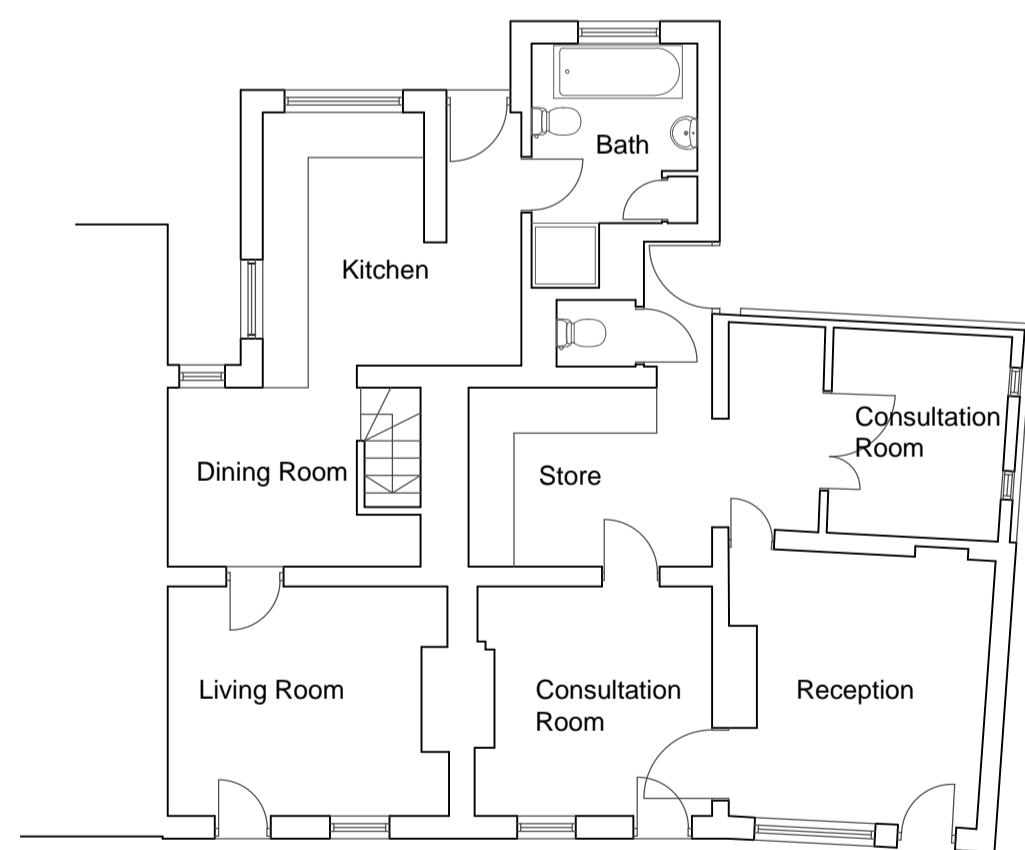 Bath
Kitchen
Consultation
Room
Dining Room
Store
Living Room
Consultation
Room
Reception